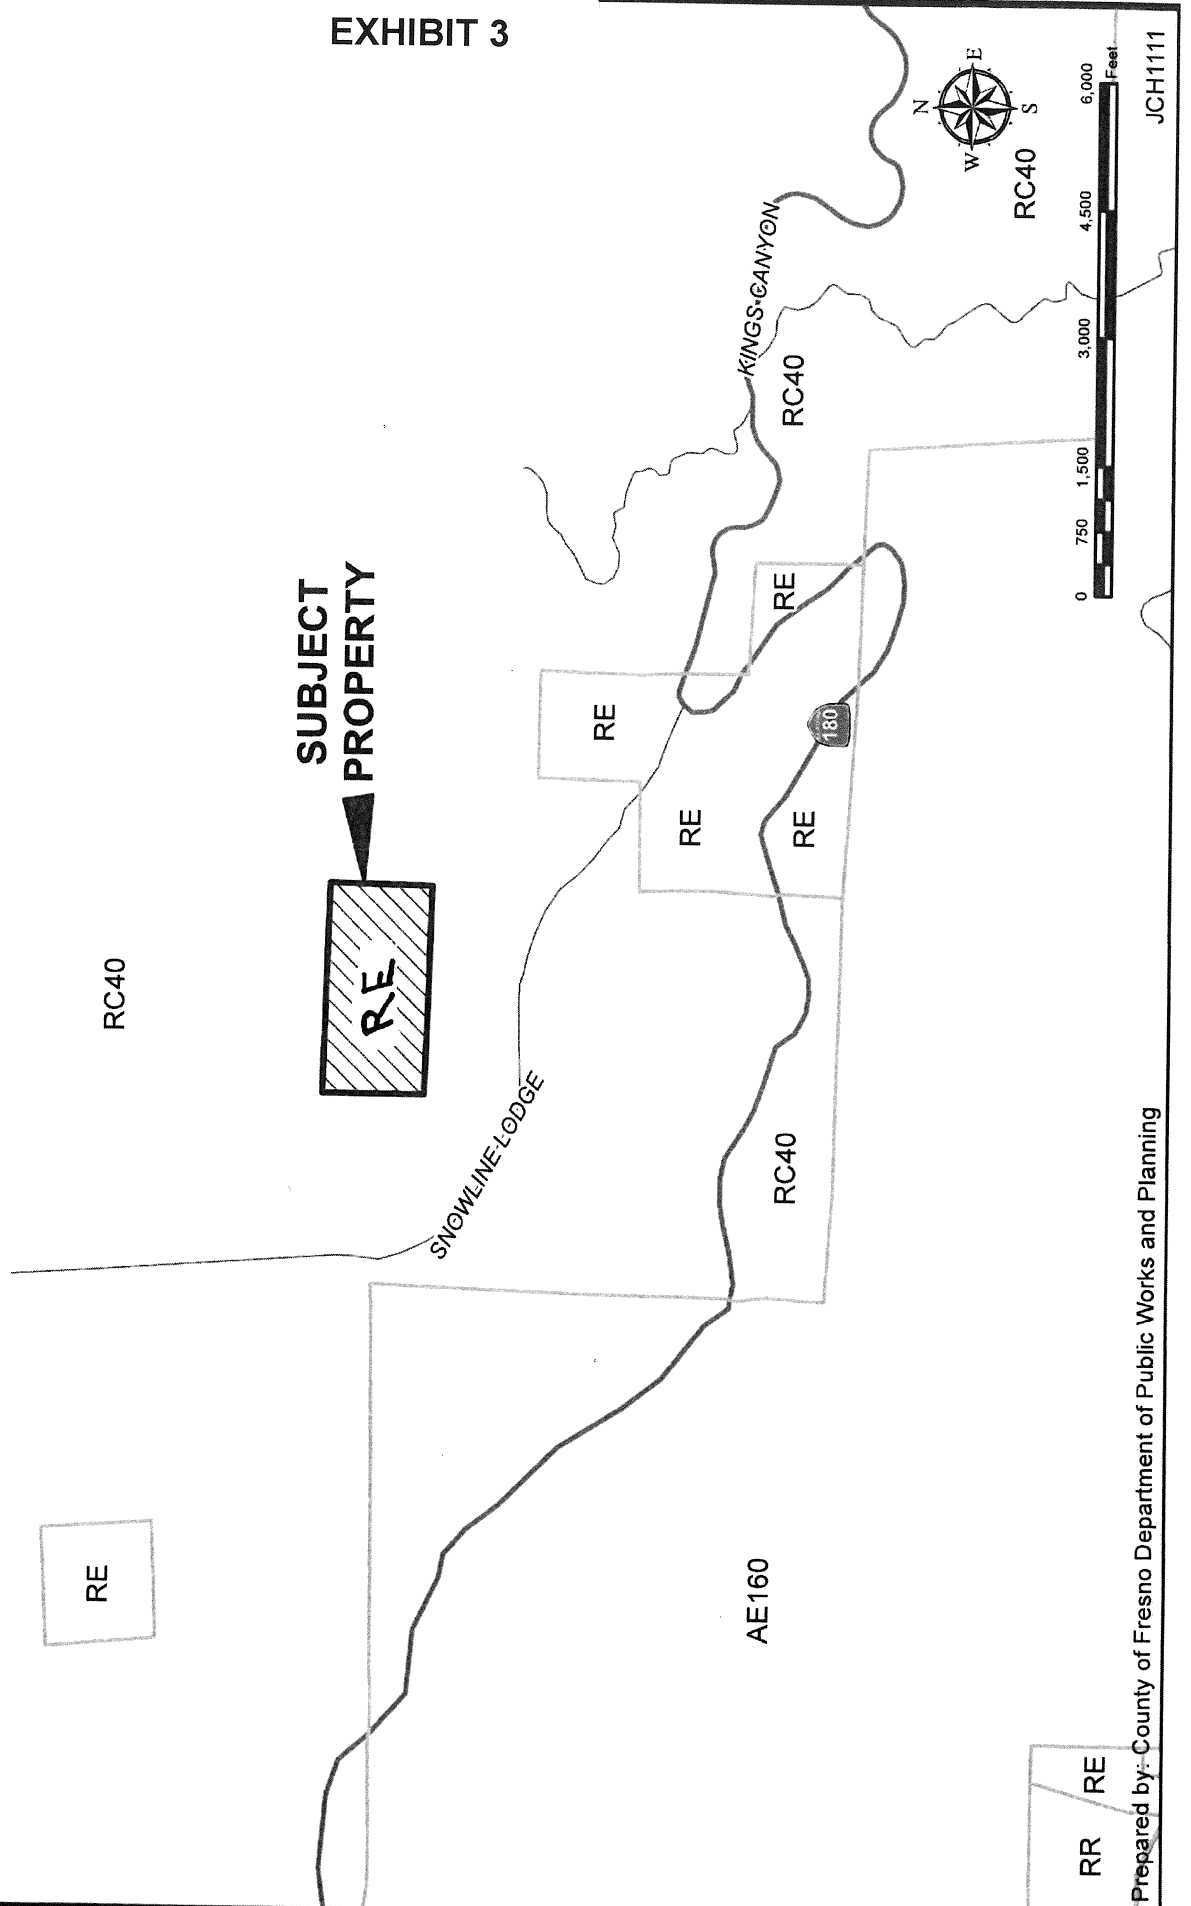 EXHIBIT 3
SUBJECT
PROPERTY
RC40
RE
RE
RE
RE
RE
RE
RC40
RC40
RC40
AE160
RR
RE
SNOWLINE LODGE
KINGS CANYON
180
N
E
S
W
0 750 1,500 3,000 4,500 6,000
Feet
Prepared by: County of Fresno Department of Public Works and Planning
JCH1111